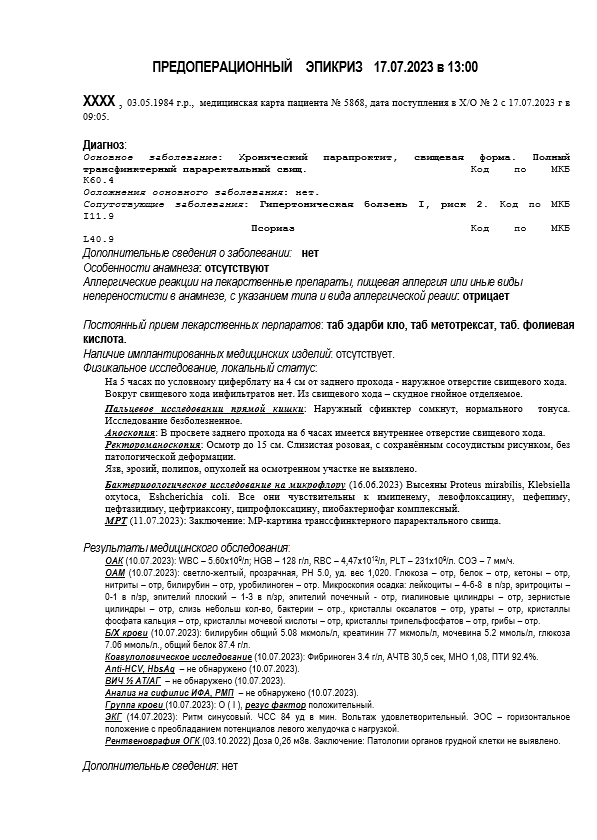 ПРЕДОПЕРАЦИОННЫЙ ЭПИКРИЗ 17.07.2023 в 13:00
XXXX , 03.05.1984 г.р., медицинская карта пациента № 5868, дата поступления в Х/О № 2 с 17.07.2023 г в
09:05.
Диагноз:
Основное заболевание: Хронический парапроктит, свищевая форма. Полный
трансфинктерный параректальный свищ. Код по МКБ
K60.4
Осложнения основного заболевания: нет.
Сопутствующие заболевания: Гипертоническая болзень I, риск 2. Код по МКБ
I11.9
Псориаз Код по МКБ
L40.9
Дополнительные сведения о заболевании: нет
Особенности анамнеза: отсутствуют
Аллергические реакции на лекарственные препараты, пищевая аллергия или иные виды
непереностисти в анамнезе, с указанием типа и вида аллергической реаии: отрицает
Постоянный прием лекарственных перпаратов: таб эдарби кло, таб метотрексат, таб. фолиевая
кислота.
Наличие имплантированных медицинских изделий: отсутствует.
Физикальное исследование, локальный статус:
На 5 часах по условному циферблату на 4 см от заднего прохода - наружное отверстие свищевого хода.
Вокруг свищевого хода инфильтратов нет. Из свищевого хода – скудное гнойное отделяемое.
Пальцевое исследовании прямой кишки: Наружный сфинктер сомкнут, нормального тонуса.
Исследование безболезненное.
Аноскопия: В просвете заднего прохода на 6 часах имеется внутреннее отверстие свищевого хода.
Ректороманоскопия: Осмотр до 15 см. Слизистая розовая, с сохранённым сосоудистым рисунком, без
патологической деформации.
Язв, эрозий, полипов, опухолей на осмотренном участке не выявлено.
Бактериоологическое исследование на микрофлору (16.06.2023) Высеяны Proteus mirabilis, Klebsiella
oxytoca, Eshcherichia coli. Все они чувствительны к имипенему, левофлоксацину, цефепиму,
цефтазидиму, цефтриаксону, ципрофлоксацину, пиобактериофаг комплексный.
МРТ (11.07.2023): Заключение: МР-картина транссфинктерного параректального свища.
Результаты медицинского обследования:
ОАК (10.07.2023): WBC – 5.60x10⁹/л; HGB – 128 г/л, RBC – 4,47x10¹²/л, PLT – 231x10⁹/л. СОЭ – 7 мм/ч.
ОАМ (10.07.2023): светло-желтый, прозрачная, PH 5.0, уд. вес 1,020. Глюкоза – отр, белок – отр, кетоны – отр,
нитриты – отр, билирубин – отр, уробилиноген – отр. Микроскопия осадка: лейкоциты – 4-6-8 в п/зр, эритроциты –
0-1 в п/зр, эпителий плоский – 1-3 в п/зр, эпителий почечный - отр, гиалиновые цилиндры – отр, зернистые
цилиндры – отр, слизь небольш кол-во, бактерии – отр., кристаллы оксалатов – отр, ураты – отр, кристаллы
фосфата кальция – отр, кристаллы мочевой кислоты – отр, кристаллы трипельфосфатов – отр, грибы – отр.
Б/Х крови (10.07.2023): билирубин общий 5.08 мкмоль/л, креатинин 77 кмоль/л, мочевина 5.2 ммоль/л, глюкоза
7.06 ммоль/л., общий белок 87.4 г/л.
Коагулоловическое исследование (10.07.2023): Фибриноген 3.4 г/л, АЧТВ 30,5 сек, МНО 1,08, ПТИ 92.4%.
Anti-HCV, HbsAq – не обнаружено (10.07.2023).
ВИЧ ½ АТ/АГ – не обнаружено (10.07.2023).
Анализ на сифилис ИФА, РМП – не обнаружено (10.07.2023).
Группа крови (10.07.2023): O ( I ), резус фактор положительный.
ЭКГ (14.07.2023): Ритм синусовый. ЧСС 84 уд в мин. Вольтаж удовлетворительный. ЭОС – горизонтальное
положение с преобладанием потенциалов левого желудочка с нагрузкой.
Рентвеноврафия ОГК (03.10.2022) Доза 0,26 мЗв. Заключение: Патологии органов грудной клетки не выявлено.
Дополнительные сведения: нет